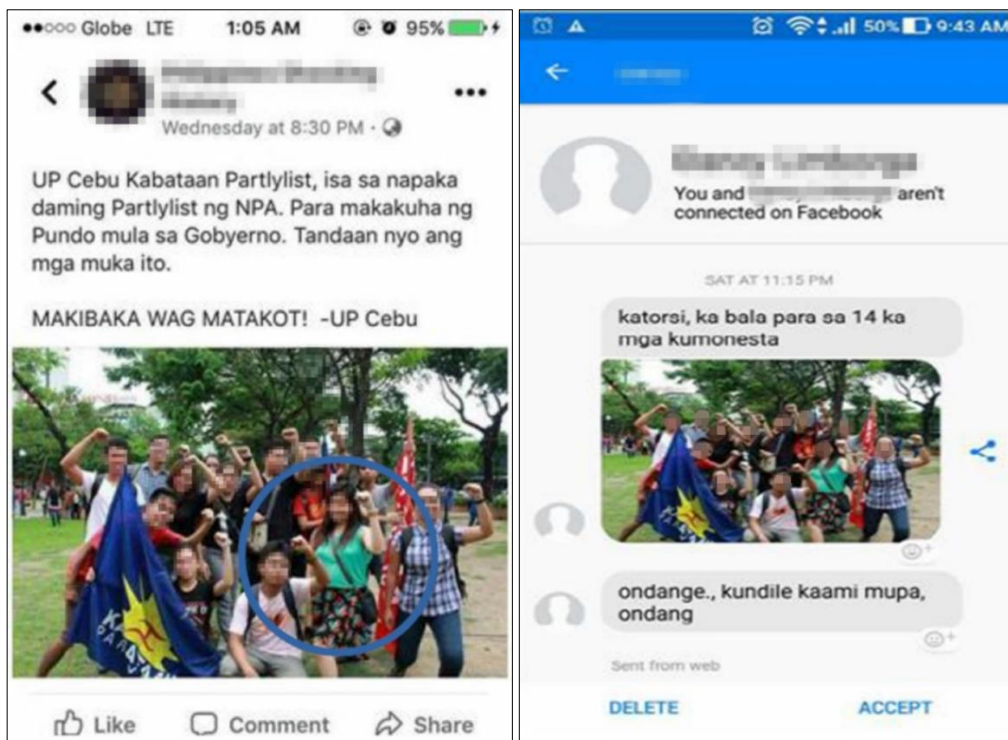 Globe LTE 1:05 AM 95%
Wednesday at 8:30 PM
UP Cebu Kabataan Partlylist, isa sa napaka
daming Partlylist ng NPA. Para makakuha ng
Pundo mula sa Gobyerno. Tandaan nyo ang
mga muka ito.
MAKIBAKA WAG MATAKOT! -UP Cebu
Like Comment Share
50% 9:43 AM
You and aren't
connected on Facebook
SAT AT 11:15 PM
katorsi, ka bala para sa 14 ka
mga kumonesta
ondange., kundile kaami mupa,
ondang
Sent from web
DELETE ACCEPT